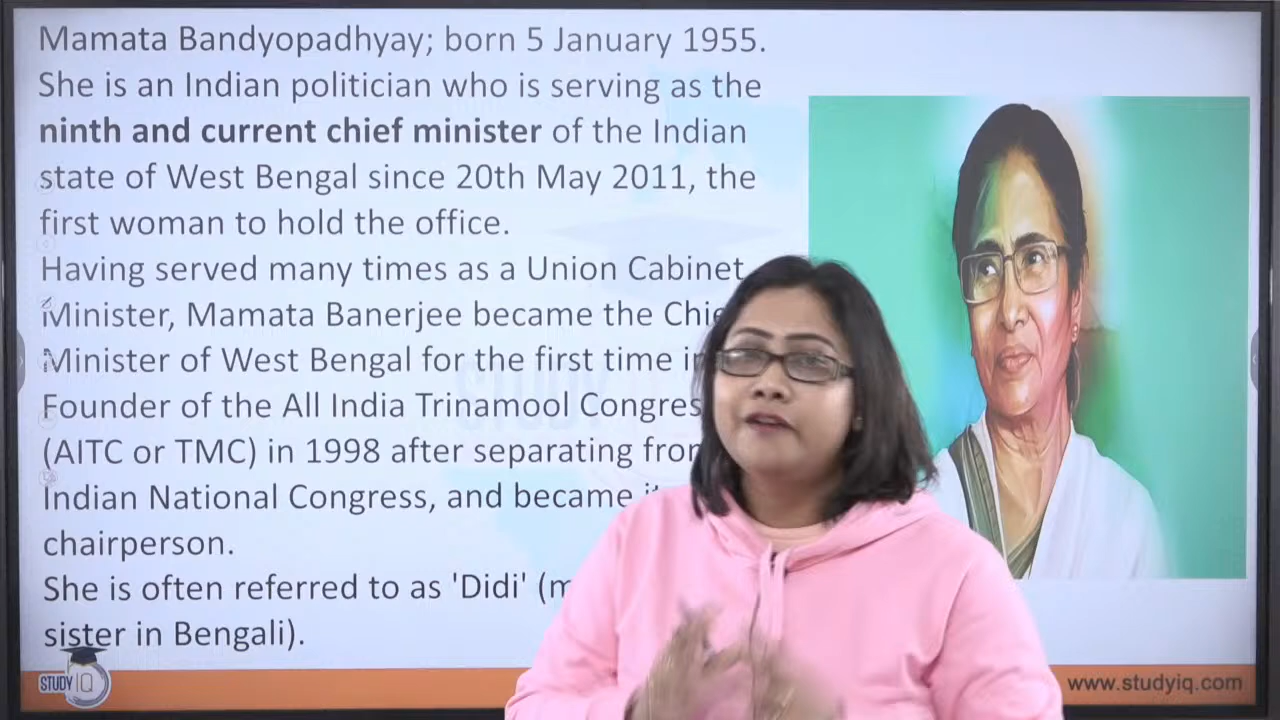 Mamata Bandyopadhyay; born 5 January 1955.
She is an Indian politician who is serving as the
ninth and current chief minister of the Indian
state of West Bengal since 20th May 2011, the
first woman to hold the office.
Having served many times as a Union Cabinet
Minister, Mamata Banerjee became the
Minister of West Bengal for the first time
Founder of the All India Trinamool
(AITC or TMC) in 1998 after separating
Indian National Congress, and became
chairperson.
She is often referred to as 'Didi'
sister in Bengali).
STUDY IQ
www.studyiq.com